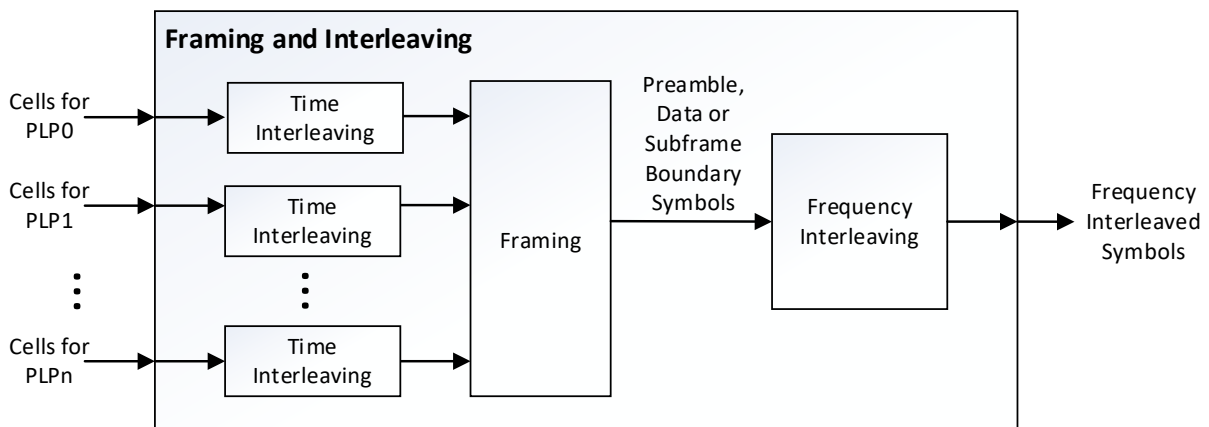 Framing and Interleaving
Cells for
PLP0
Time
Interleaving
Cells for
PLP1
Time
Interleaving
Cells for
PLPn
Time
Interleaving
Framing
Preamble,
Data or
Subframe
Boundary
Symbols
Frequency
Interleaving
Frequency
Interleaved
Symbols